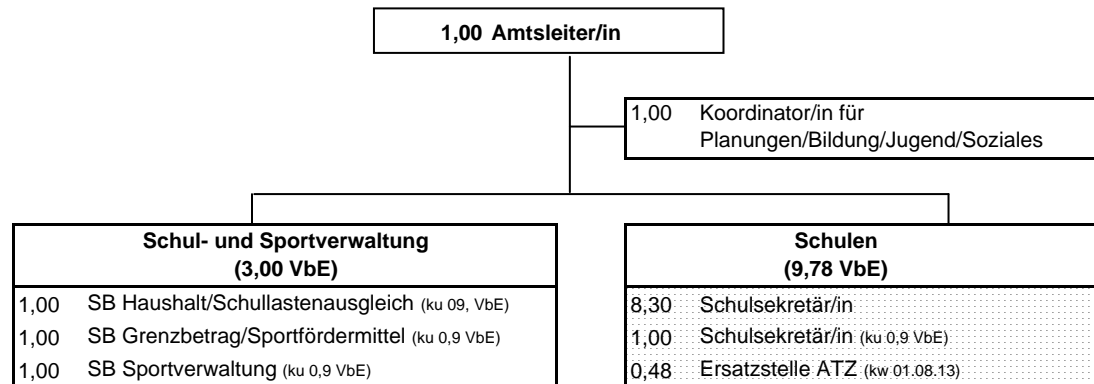 1,00 Amtsleiter/in
1,00 Koordinator/in für
Planungen/Bildung/Jugend/Soziales
Schul- und Sportverwaltung
(3,00 VbE)
1,00 SB Haushalt/Schullastenausgleich (ku 09, VbE)
1,00 SB Grenzbetrag/Sportfördermittel (ku 0,9 VbE)
1,00 SB Sportverwaltung (ku 0,9 VbE)
Schulen
(9,78 VbE)
8,30 Schulsekretär/in
1,00 Schulsekretär/in (ku 0,9 VbE)
0,48 Ersatzstelle ATZ (kw 01.08.13)